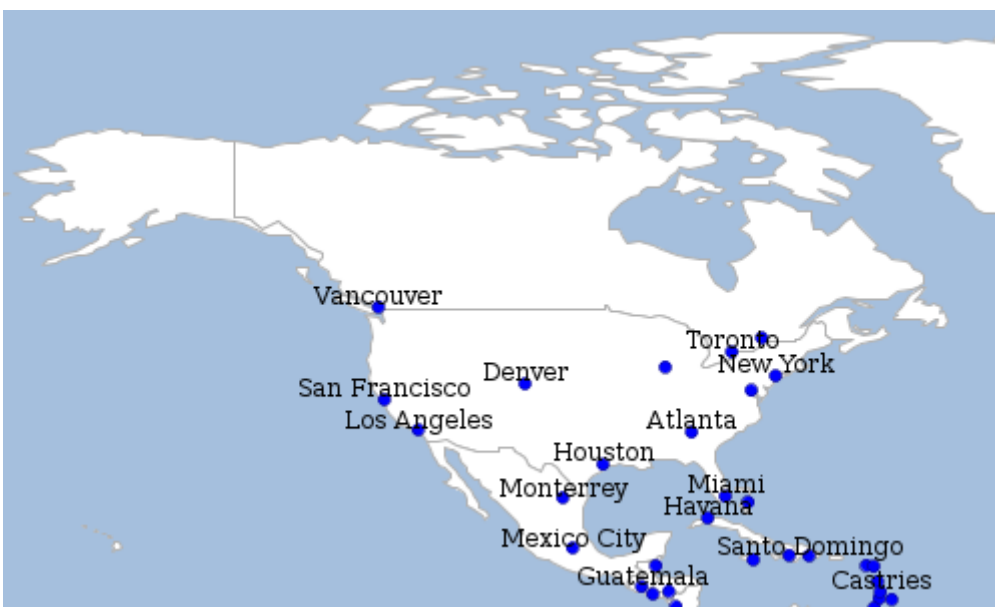 Vancouver
Toronto
New York
Denver
San Francisco
Los Angeles
Atlanta
Houston
Miami
Monterrey
Havana
Mexico City
Santo Domingo
Guatemala
Castries